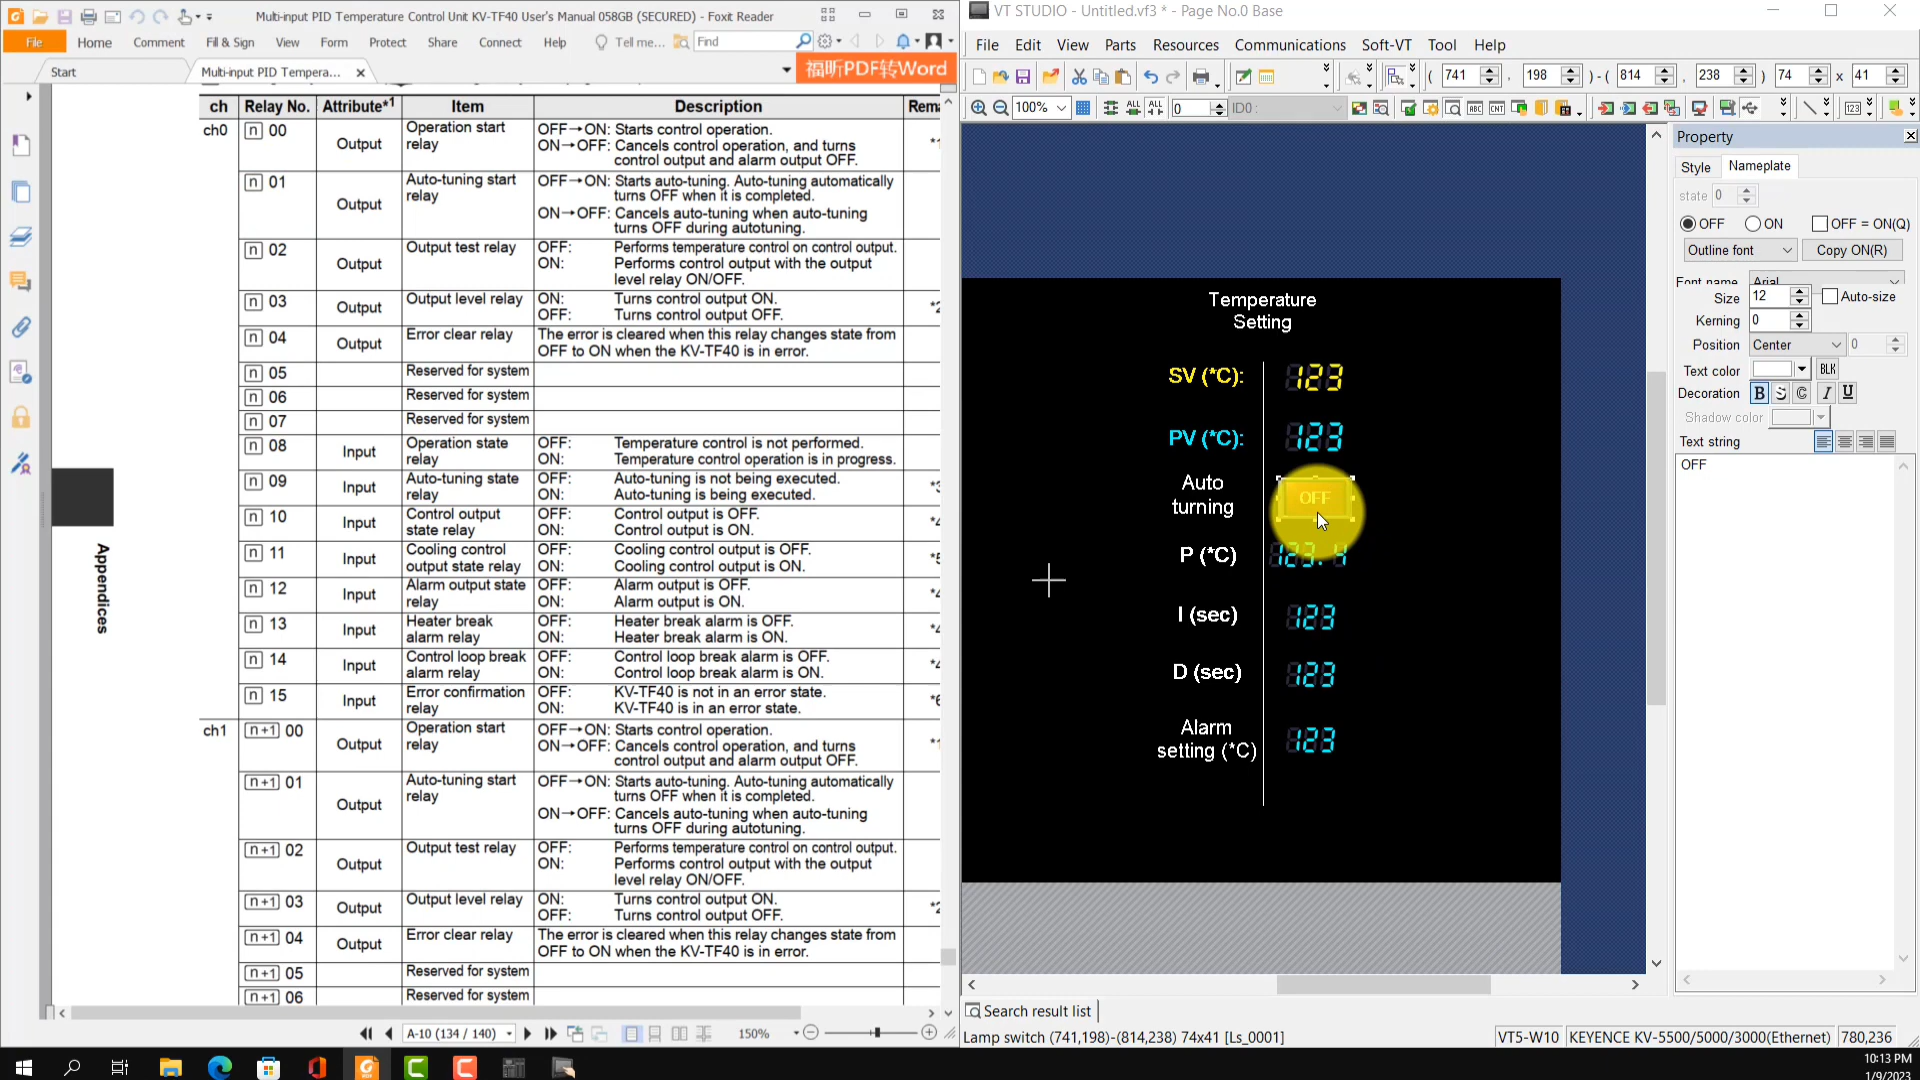 Multi-input PID Temperature Control Unit KV-TF40 User's Manual 058GB (SECURED) - Foxit Reader
File Home Comment Fill & Sign View Form Protect Share Connect Help Tell me... Find
Start Multi-input PID Tempera... 福昕PDF转Word
ch Relay No. Attribute*1 Item Description
ch0 n 00 Output Operation start relay OFF→ON: Starts control operation.
ON→OFF: Cancels control operation, and turns
control output and alarm output OFF.
n 01 Output Auto-tuning start relay OFF→ON: Starts auto-tuning. Auto-tuning automatically
turns OFF when it is completed.
ON→OFF: Cancels auto-tuning when auto-tuning
turns OFF during autotuning.
n 02 Output Output test relay OFF: Performs temperature control on control output.
ON: Performs control output with the output
level relay ON/OFF.
n 03 Output Output level relay ON: Turns control output ON.
OFF: Turns control output OFF.
n 04 Output Error clear relay The error is cleared when this relay changes state from
OFF to ON when the KV-TF40 is in error.
n 05 Reserved for system
n 06 Reserved for system
n 07 Reserved for system
n 08 Input Operation state relay OFF: Temperature control is not performed.
ON: Temperature control operation is in progress.
n 09 Input Auto-tuning state relay OFF: Auto-tuning is not being executed.
ON: Auto-tuning is being executed.
n 10 Input Control output state relay OFF: Control output is OFF.
ON: Control output is ON.
n 11 Input Cooling control output state relay OFF: Cooling control output is OFF.
ON: Cooling control output is ON.
n 12 Input Alarm output state relay OFF: Alarm output is OFF.
ON: Alarm output is ON.
n 13 Input Heater break alarm relay OFF: Heater break alarm is OFF.
ON: Heater break alarm is ON.
n 14 Input Control loop break alarm relay OFF: Control loop break alarm is OFF.
ON: Control loop break alarm is ON.
n 15 Input Error confirmation relay OFF: KV-TF40 is not in an error state.
ON: KV-TF40 is in an error state.
ch1 n+1 00 Output Operation start relay OFF→ON: Starts control operation.
ON→OFF: Cancels control operation, and turns
control output and alarm output OFF.
n+1 01 Output Auto-tuning start relay OFF→ON: Starts auto-tuning. Auto-tuning automatically
turns OFF when it is completed.
ON→OFF: Cancels auto-tuning when auto-tuning
turns OFF during autotuning.
n+1 02 Output Output test relay OFF: Performs temperature control on control output.
ON: Performs control output with the output
level relay ON/OFF.
n+1 03 Output Output level relay ON: Turns control output ON.
OFF: Turns control output OFF.
n+1 04 Output Error clear relay The error is cleared when this relay changes state from
OFF to ON when the KV-TF40 is in error.
n+1 05 Reserved for system
n+1 06 Reserved for system
Appendices
A-10 (134 / 140) 150%
VT STUDIO - Untitled.vf3 * - Page No.0 Base
File Edit View Parts Resources Communications Soft-VT Tool Help
( 741 , 198 ) - ( 814 , 238 ) 74 x 41
100% ALL ALL 0 ID0 : ABC CNT 123
Temperature
Setting
SV (*C): 123
PV (*C): 123
Auto
turning
OFF
P (*C) 123.4
I (sec) 123
D (sec) 123
Alarm
setting (*C) 123
Property
Style Nameplate
state 0
OFF ON OFF = ON(Q)
Outline font Copy ON(R)
Font name Arial
Size 12 Auto-size
Kerning 0
Position Center 0
Text color BLK
Decoration B S C I U
Shadow color
Text string
OFF
Search result list
Lamp switch (741,198)-(814,238) 74x41 [Ls_0001] VT5-W10 KEYENCE KV-5500/5000/3000(Ethernet) 780,236
10:13 PM
1/9/2023